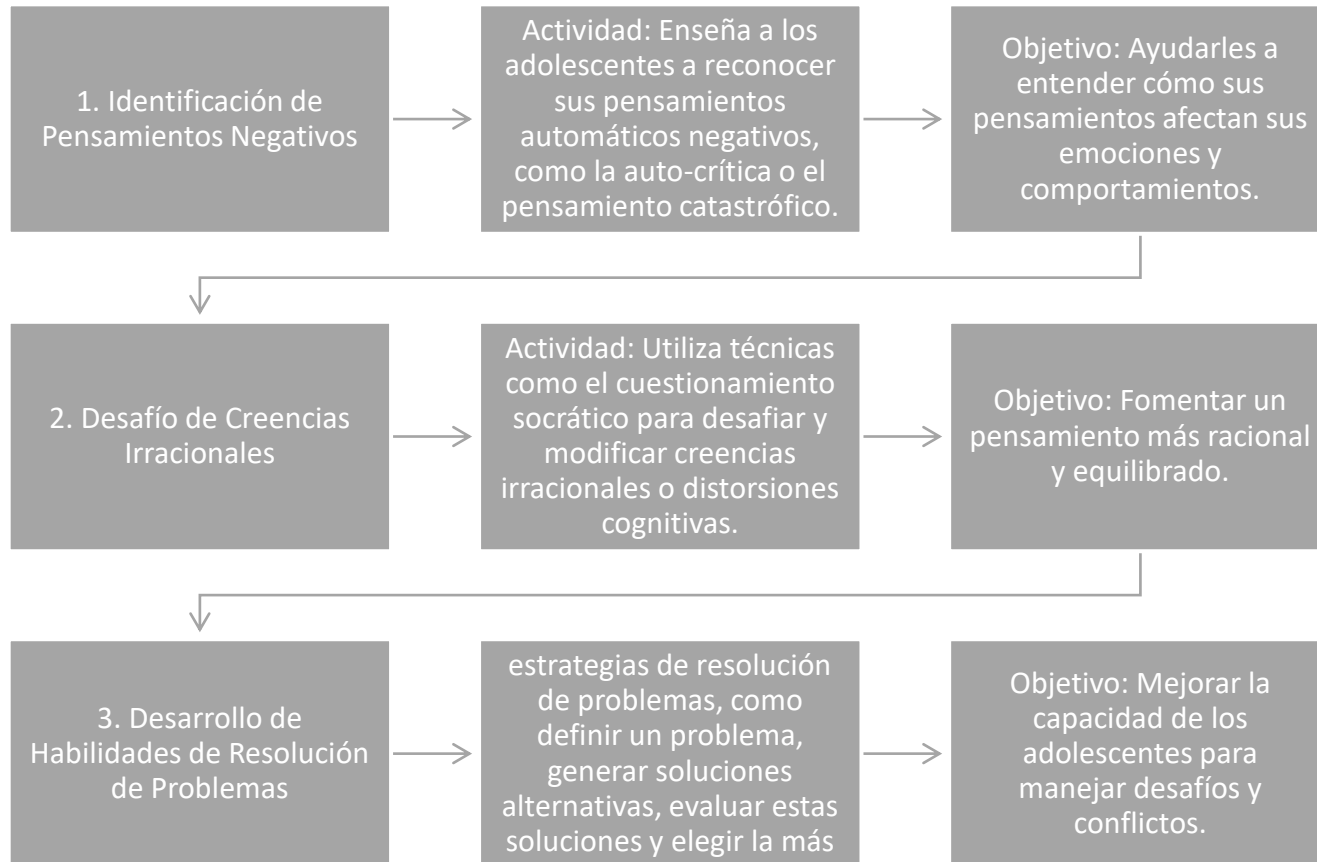 1. Identificación de
Pensamientos Negativos
Actividad: Enseña a los
adolescentes a reconocer
sus pensamientos
automáticos negativos,
como la auto-crítica o el
pensamiento catastrófico.
Objetivo: Ayudarles a
entender cómo sus
pensamientos afectan sus
emociones y
comportamientos.
2. Desafío de Creencias
Irracionales
Actividad: Utiliza técnicas
como el cuestionamiento
socrático para desafiar y
modificar creencias
irracionales o distorsiones
cognitivas.
Objetivo: Fomentar un
pensamiento más racional
y equilibrado.
3. Desarrollo de
Habilidades de Resolución
de Problemas
estrategias de resolución
de problemas, como
definir un problema,
generar soluciones
alternativas, evaluar estas
soluciones y elegir la más
Objetivo: Mejorar la
capacidad de los
adolescentes para
manejar desafíos y
conflictos.